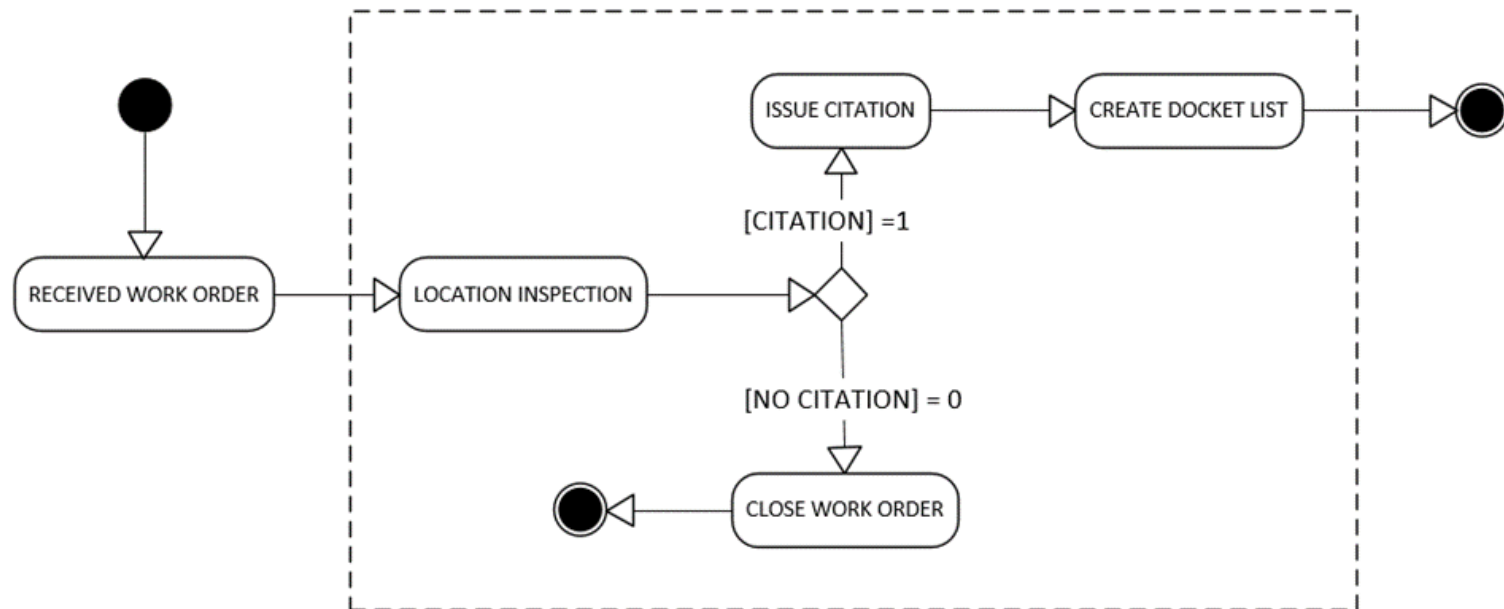 ISSUE CITATION
CREATE DOCKET LIST
[CITATION] =1
RECEIVED WORK ORDER
LOCATION INSPECTION
[NO CITATION] = 0
CLOSE WORK ORDER